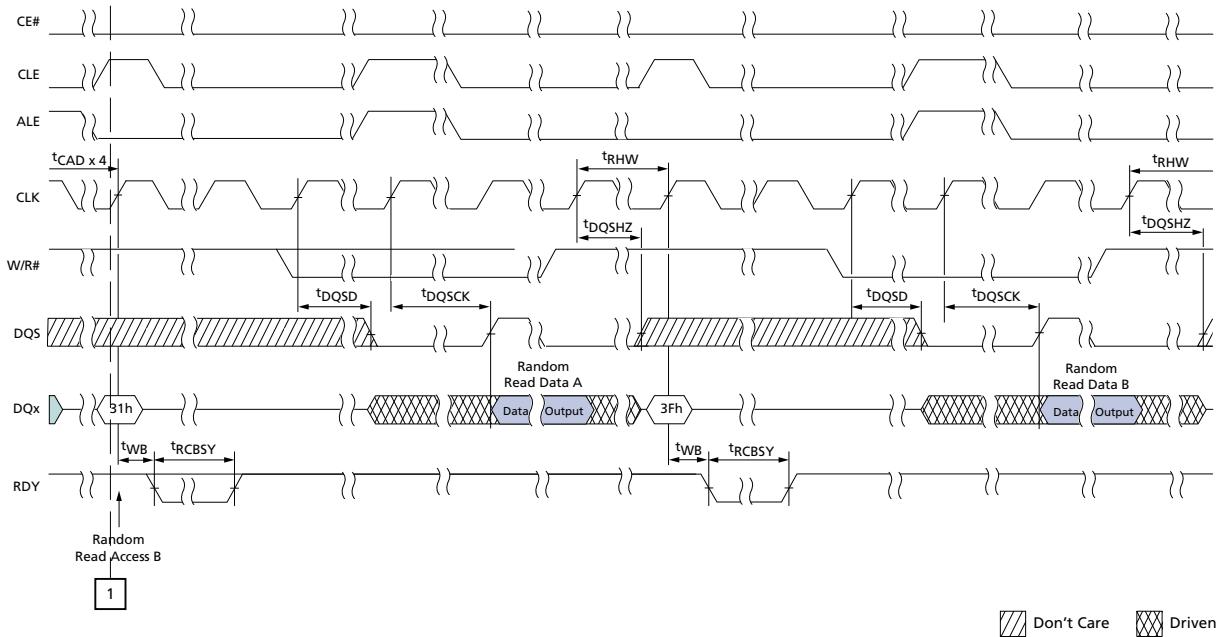 CE#
CLE
ALE
tCAD x 4
tRHW
tRHW
CLK
tDQSHZ
tDQSHZ
W/R#
tDQSD
tDQSCK
tDQSD
tDQSCK
DQS
Random
Read Data A
Random
Read Data B
DQx
31h
Data Output
3Fh
Data Output
tWB
tRCBSY
tWB
tRCBSY
RDY
Random
Read Access B
1
Don't Care
Driven